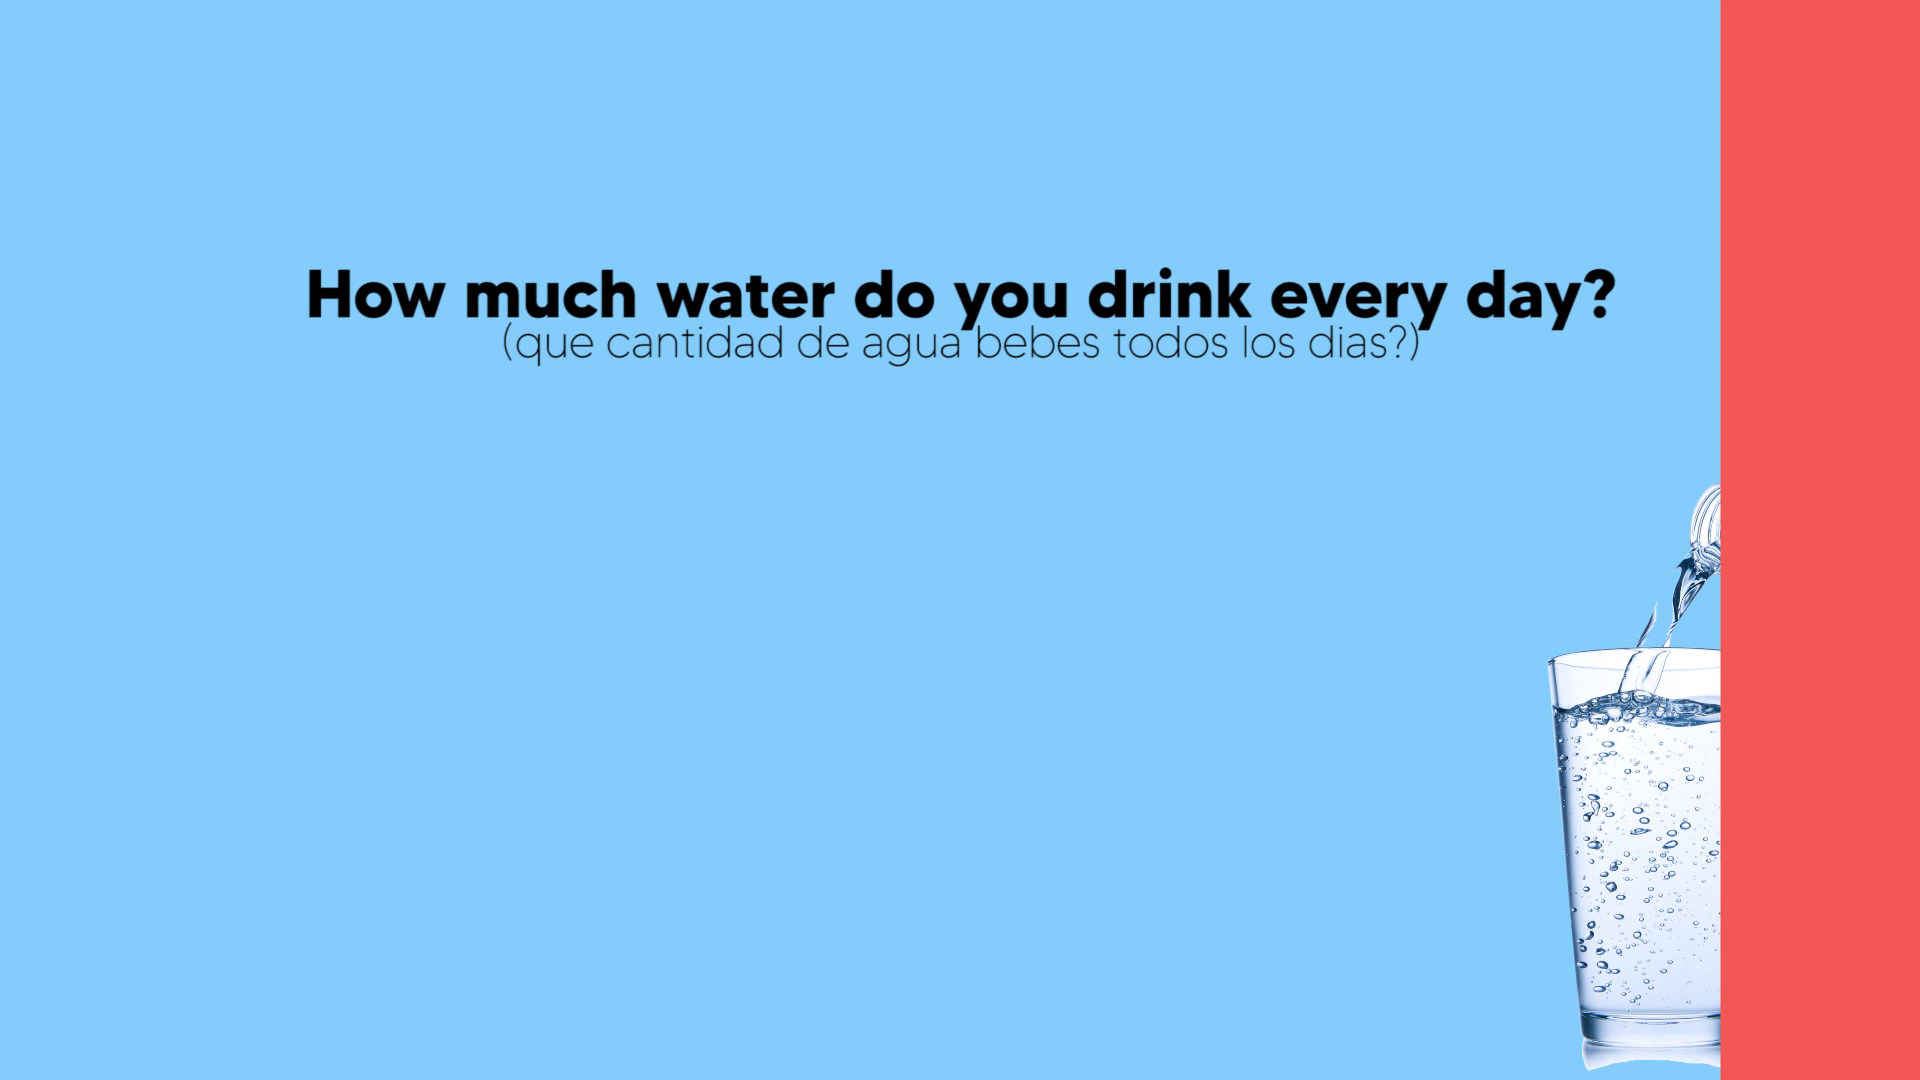 How much water do you drink every day?
(que cantidad de agua bebes todos los dias?)